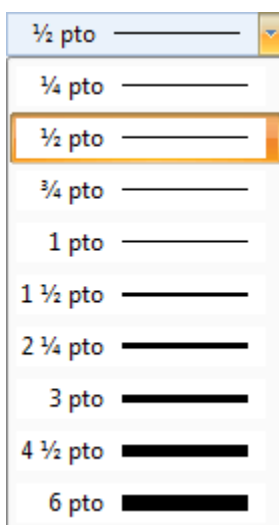 ½ pto
¼ pto
½ pto
¾ pto
1 pto
1 ½ pto
2 ¼ pto
3 pto
4 ½ pto
6 pto